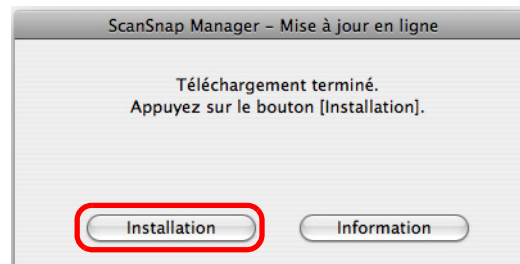 ScanSnap Manager – Mise à jour en ligne
Téléchargement terminé.
Appuyez sur le bouton [Installation].
Installation
Information